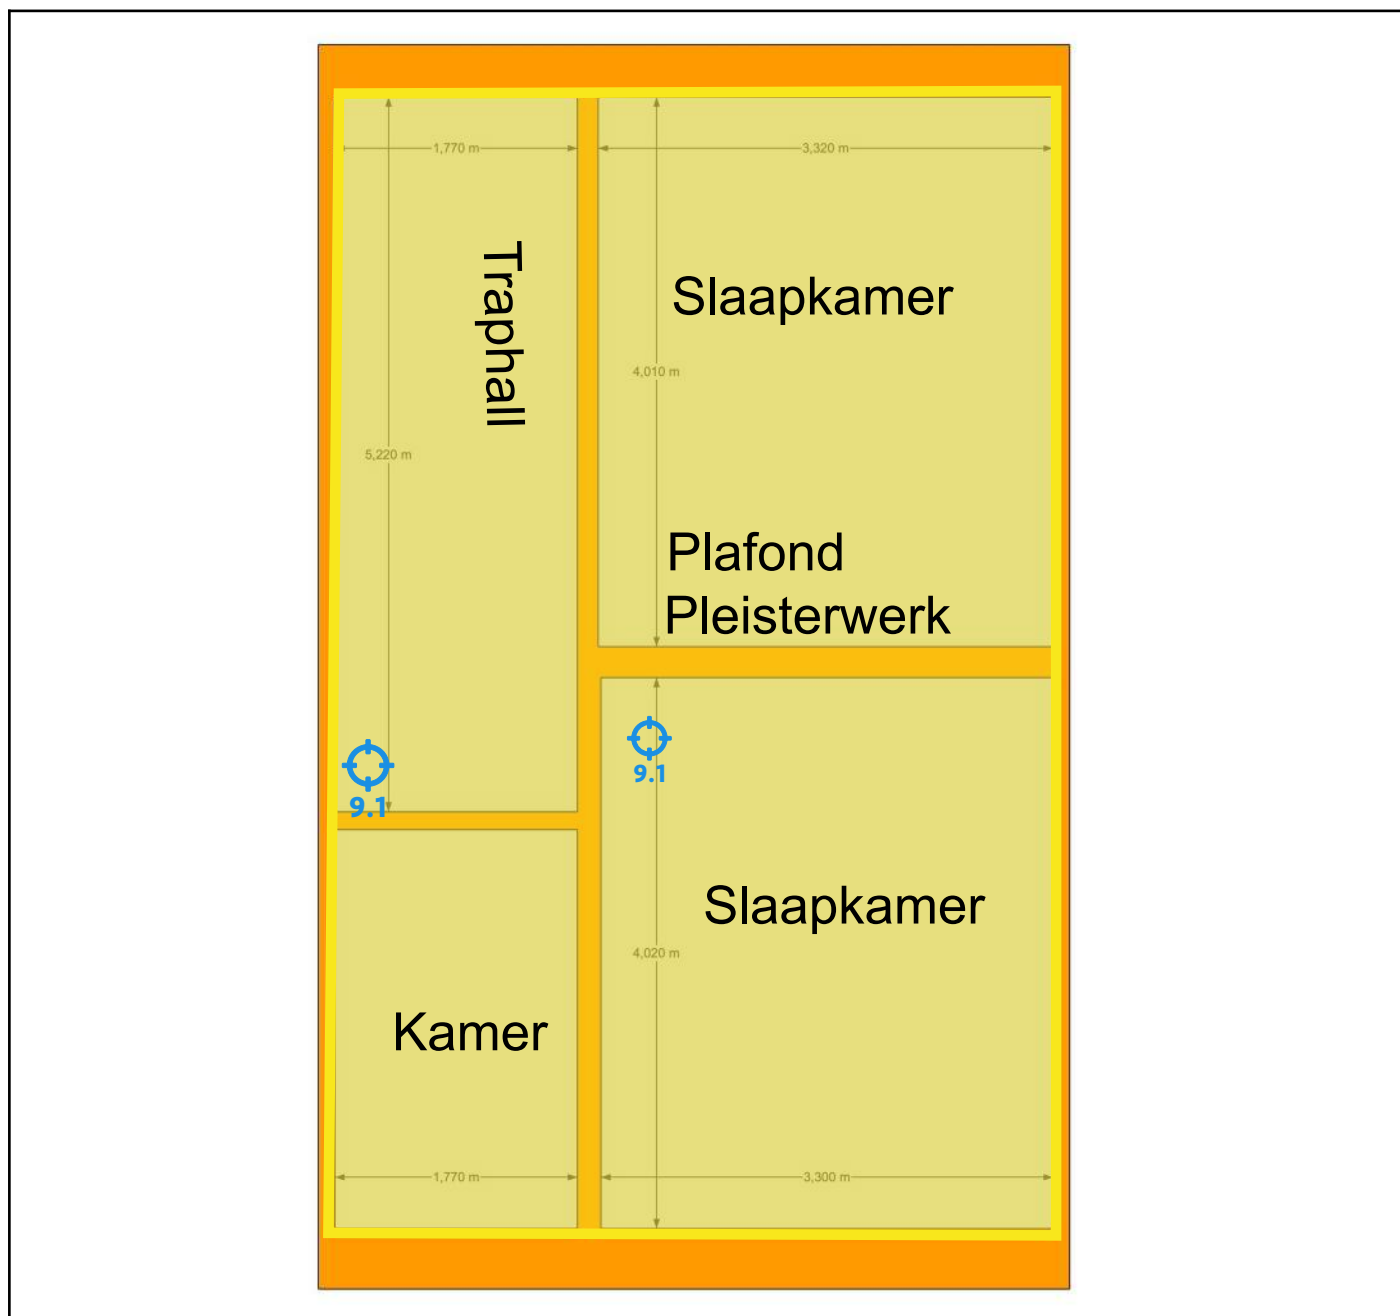 1,770 m
3,320 m
Traphall
Slaapkamer
4,010 m
5,220 m
Plafond
Pleisterwerk
9.1
9.1
Slaapkamer
4,020 m
Kamer
1,770 m
3,300 m